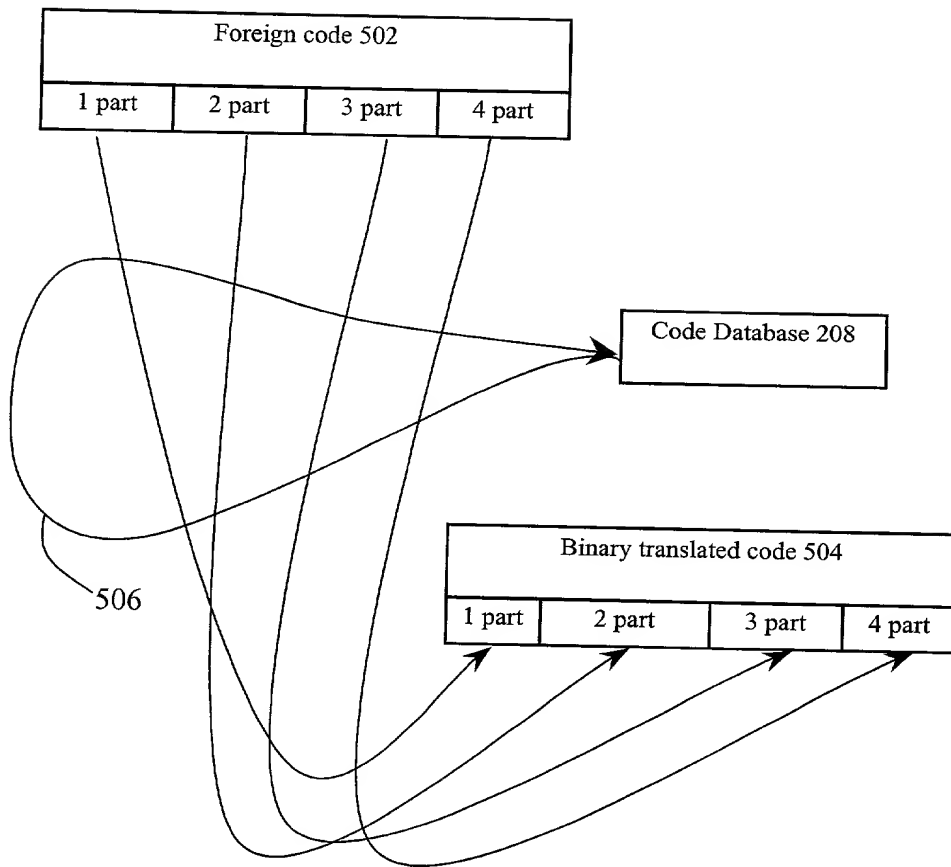 Foreign code 502
1 part 2 part 3 part 4 part
Code Database 208
506
Binary translated code 504
1 part 2 part 3 part 4 part